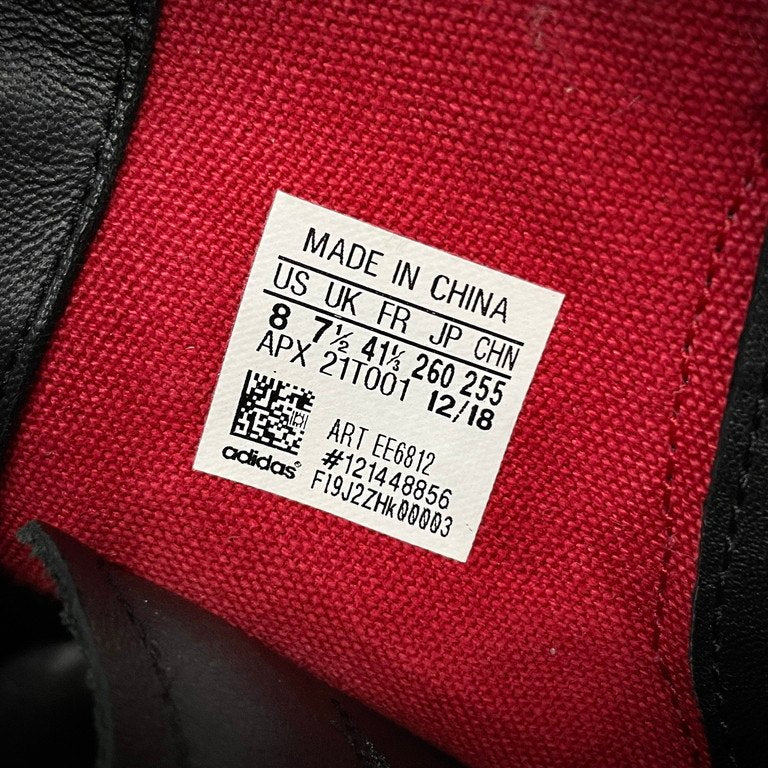 MADE IN CHINA
US UK FR JP CHN
8 7½ 41⅓ 260 255
APX 21T001 12/18
ART EE6812
#121448856
adidas®
F19J2ZHk00003